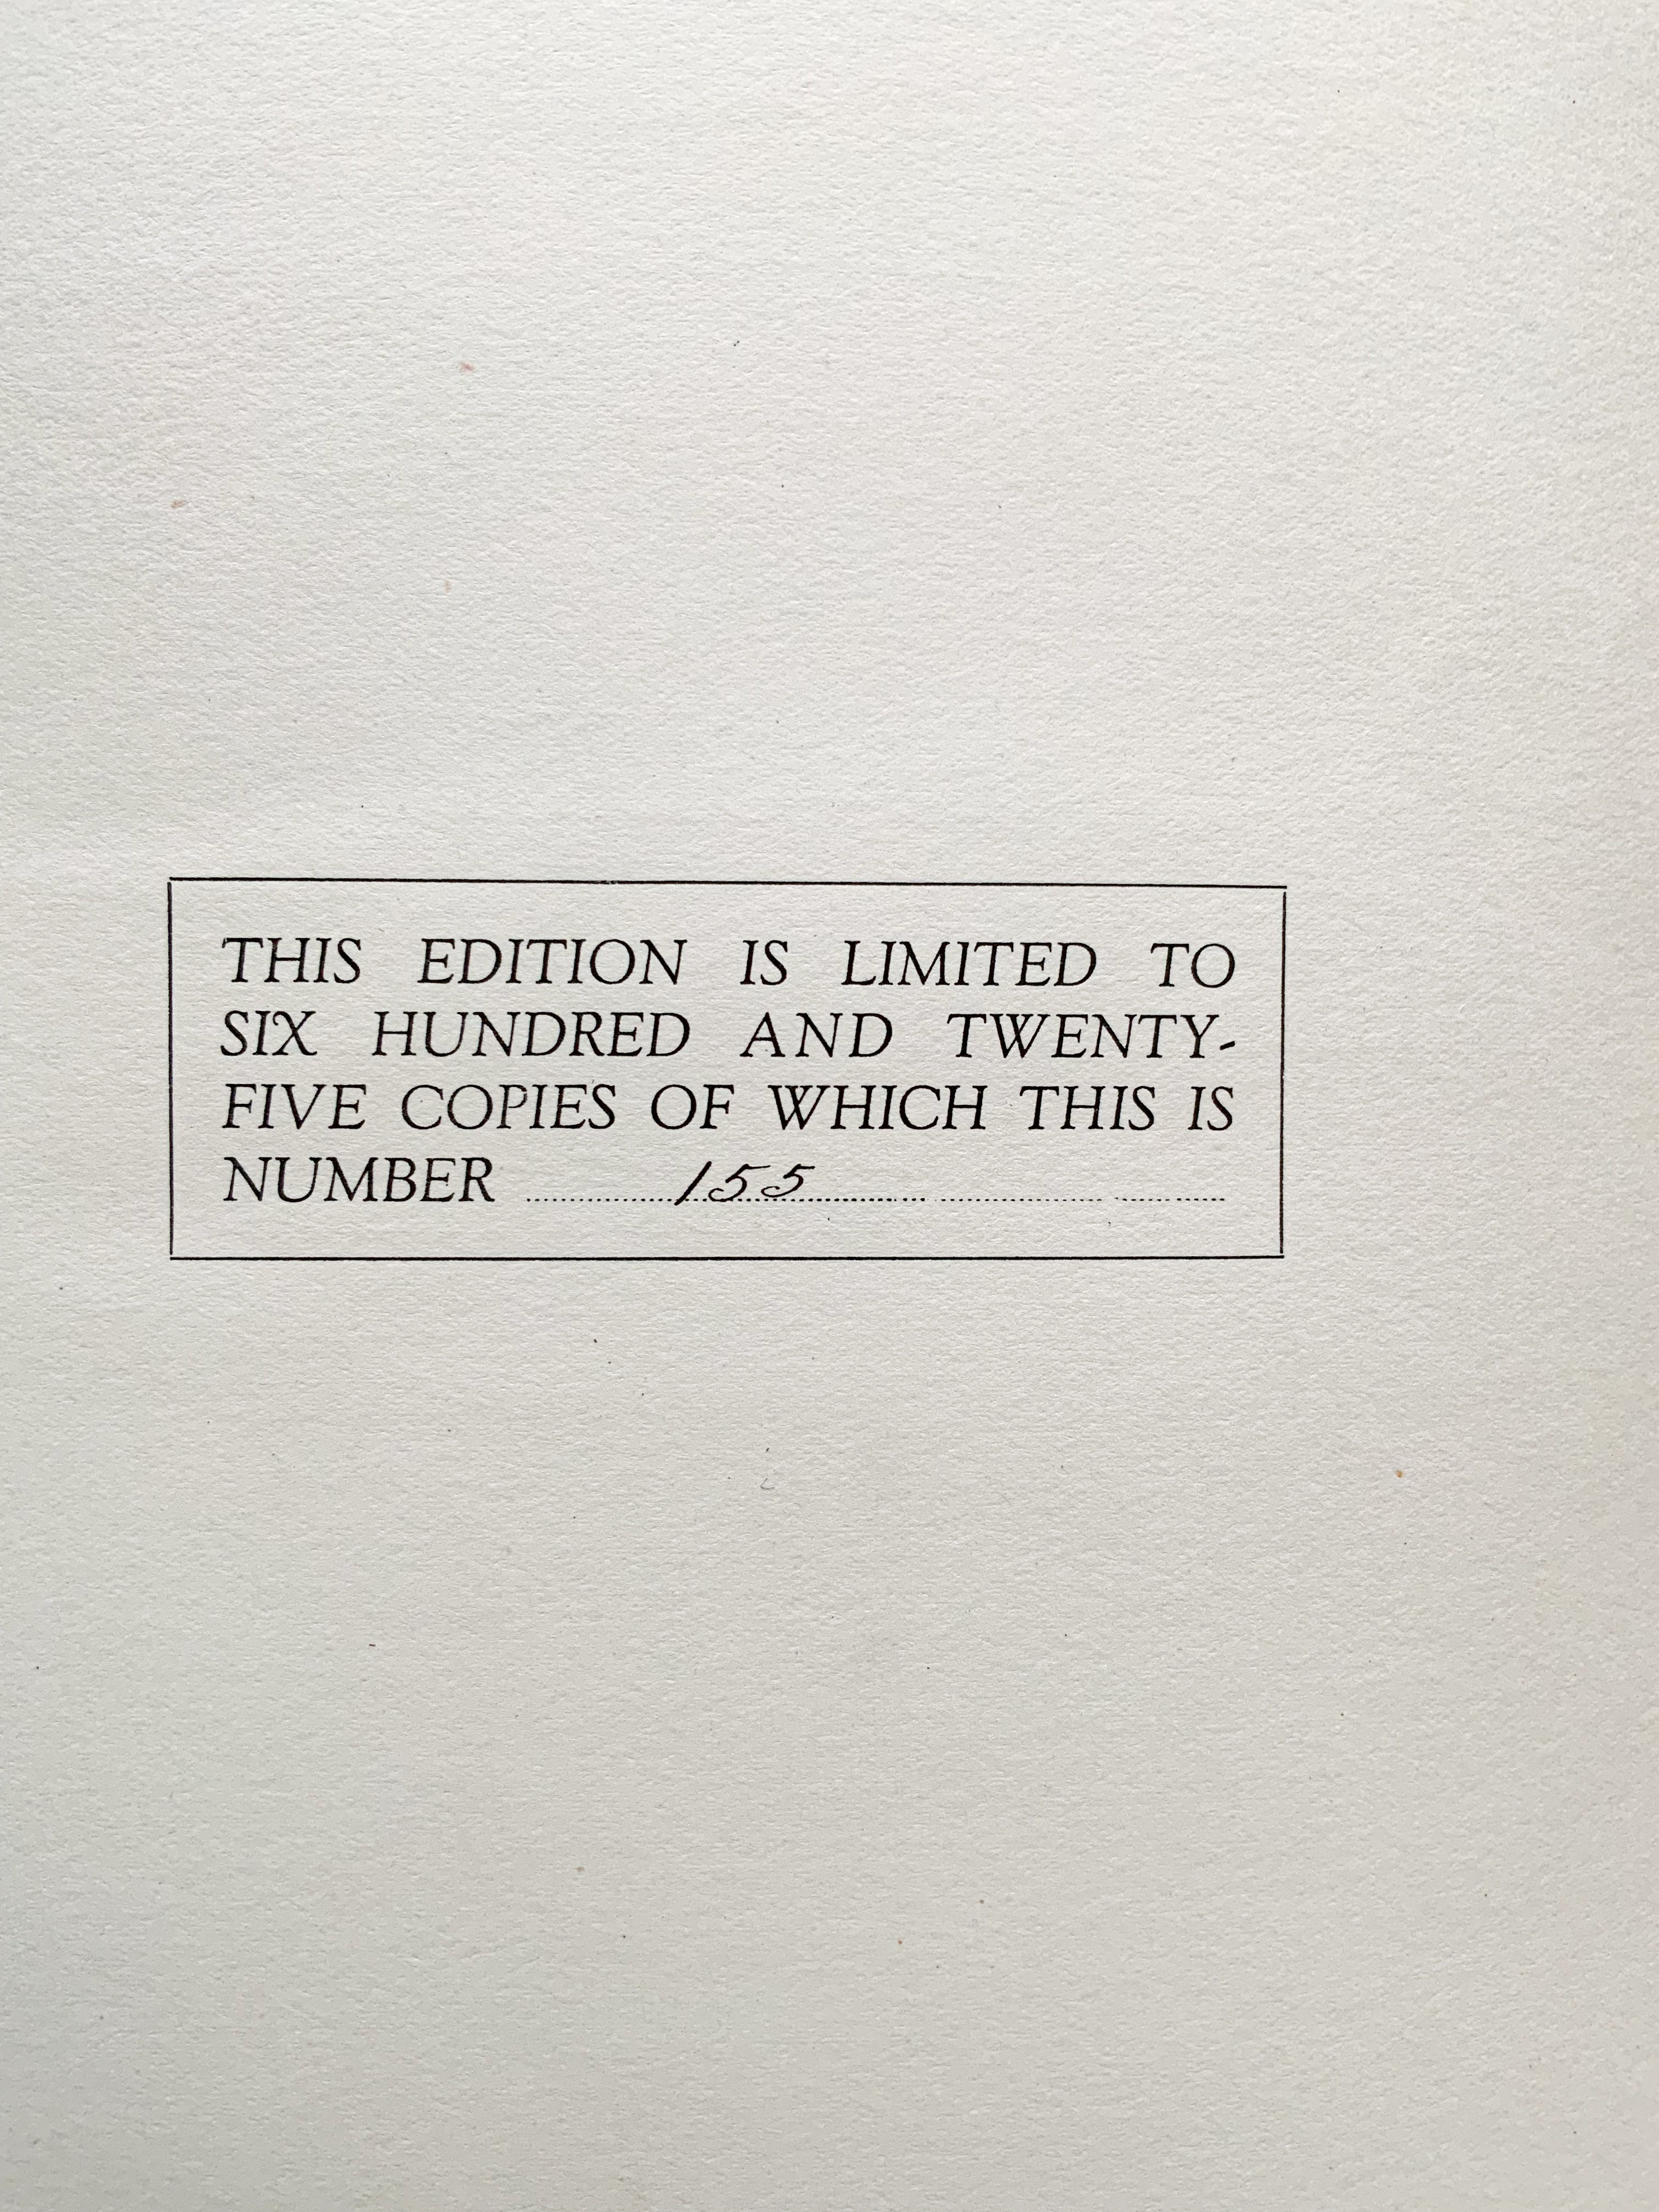 THIS EDITION IS LIMITED TO
SIX HUNDRED AND TWENTY-
FIVE COPIES OF WHICH THIS IS
NUMBER 155